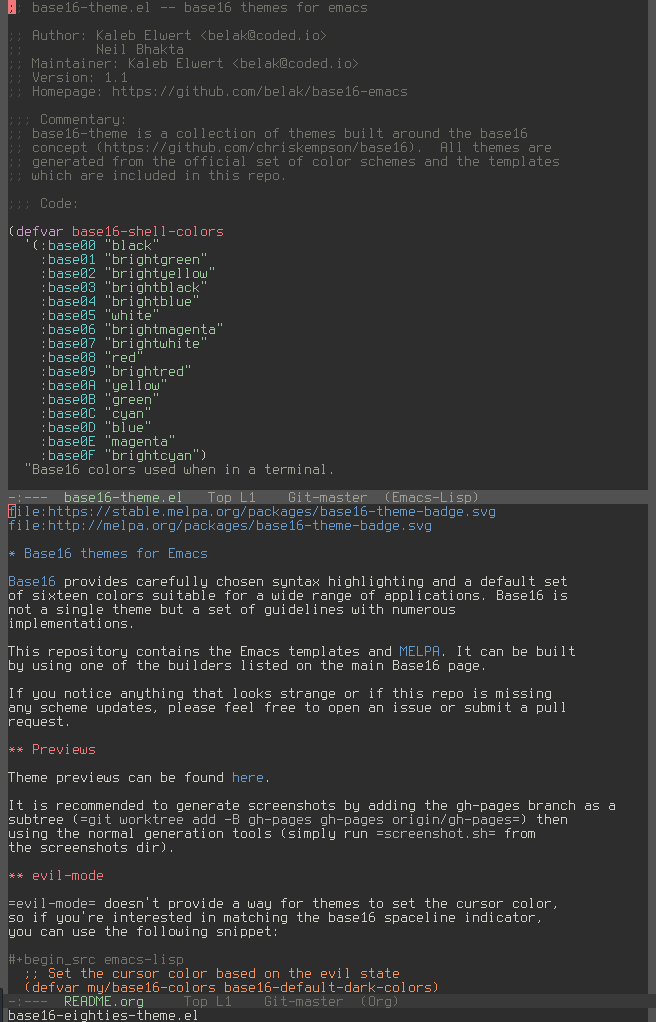 ;; base16-theme.el -- base16 themes for emacs
;; Author: Kaleb Elwert <belak@coded.io>
;;         Neil Bhakta
;; Maintainer: Kaleb Elwert <belak@coded.io>
;; Version: 1.1
;; Homepage: https://github.com/belak/base16-emacs
;;; Commentary:
;; base16-theme is a collection of themes built around the base16
;; concept (https://github.com/chriskempson/base16).  All themes are
;; generated from the official set of color schemes and the templates
;; which are included in this repo.
;;; Code:
(defvar base16-shell-colors
  '(:base00 "black"
    :base01 "brightgreen"
    :base02 "brightyellow"
    :base03 "brightblack"
    :base04 "brightblue"
    :base05 "white"
    :base06 "brightmagenta"
    :base07 "brightwhite"
    :base08 "red"
    :base09 "brightred"
    :base0A "yellow"
    :base0B "green"
    :base0C "cyan"
    :base0D "blue"
    :base0E "magenta"
    :base0F "brightcyan")
  "Base16 colors used when in a terminal.
-:---  base16-theme.el   Top L1    Git-master  (Emacs-Lisp)
file:https://stable.melpa.org/packages/base16-theme-badge.svg
file:http://melpa.org/packages/base16-theme-badge.svg
* Base16 themes for Emacs
Base16 provides carefully chosen syntax highlighting and a default set
of sixteen colors suitable for a wide range of applications. Base16 is
not a single theme but a set of guidelines with numerous
implementations.
This repository contains the Emacs templates and MELPA. It can be built
by using one of the builders listed on the main Base16 page.
If you notice anything that looks strange or if this repo is missing
any scheme updates, please feel free to open an issue or submit a pull
request.
** Previews
Theme previews can be found here.
It is recommended to generate screenshots by adding the gh-pages branch as a
subtree (=git worktree add -B gh-pages gh-pages origin/gh-pages=) then
using the normal generation tools (simply run =screenshot.sh= from
the screenshots dir).
** evil-mode
=evil-mode= doesn't provide a way for themes to set the cursor color,
so if you're interested in matching the base16 spaceline indicator,
you can use the following snippet:
#+begin_src emacs-lisp
  ;; Set the cursor color based on the evil state
  (defvar my/base16-colors base16-default-dark-colors)
-:---  README.org     Top L1    Git-master  (Org)
base16-eighties-theme.el